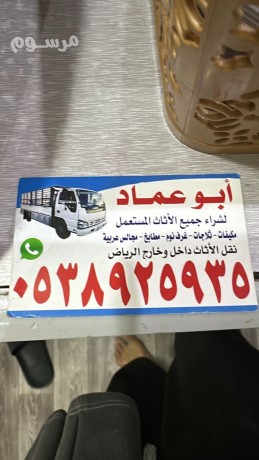 مرسوم
أبو عماد
لشراء جميع الأثاث المستعمل
مكيفات - ثلاجات - غرف نوم - مطابخ - مجالس عربية
نقل الأثاث داخل وخارج الرياض
٠٥٣٨٩٢٥٩٣٥